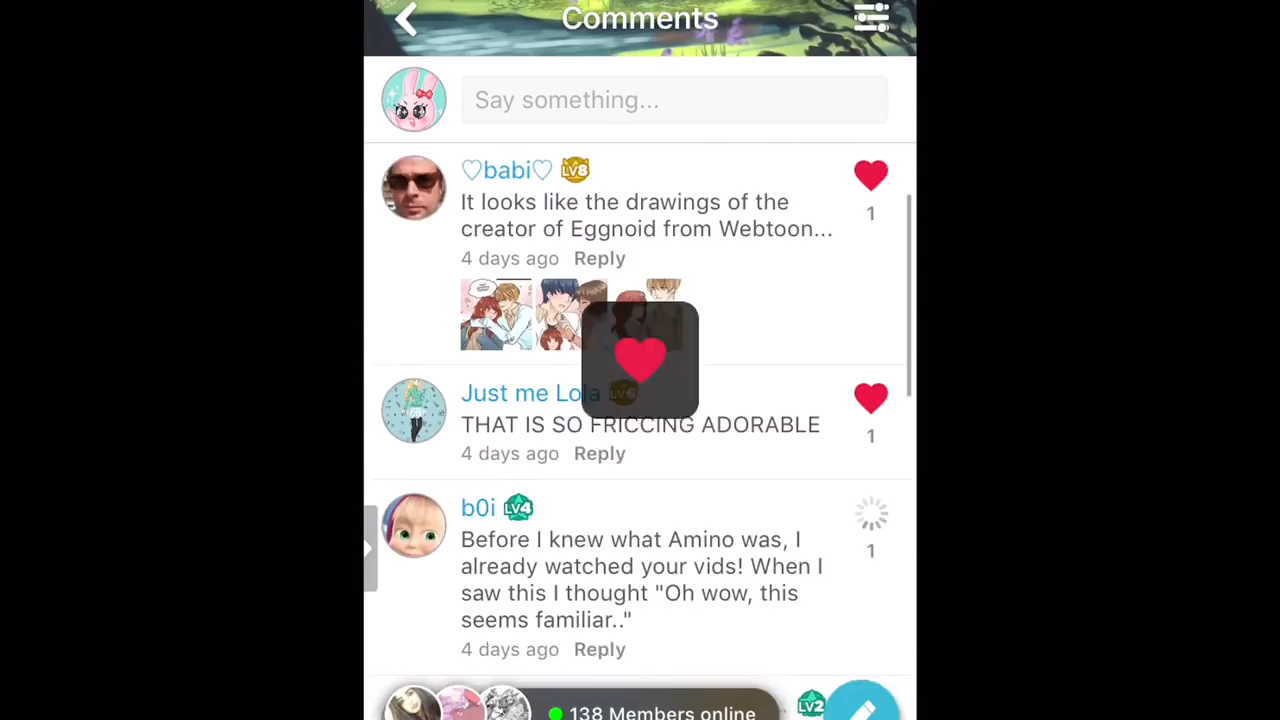 Comments
Say something...
♡babi♡ LV8
It looks like the drawings of the
creator of Eggnoid from Webtoon...
4 days ago Reply
1
Just me Lola LV6
THAT IS SO FRICCING ADORABLE
4 days ago Reply
1
b0i LV4
Before I knew what Amino was, I
already watched your vids! When I
saw this I thought "Oh wow, this
seems familiar.."
4 days ago Reply
1
138 Members online
LV2